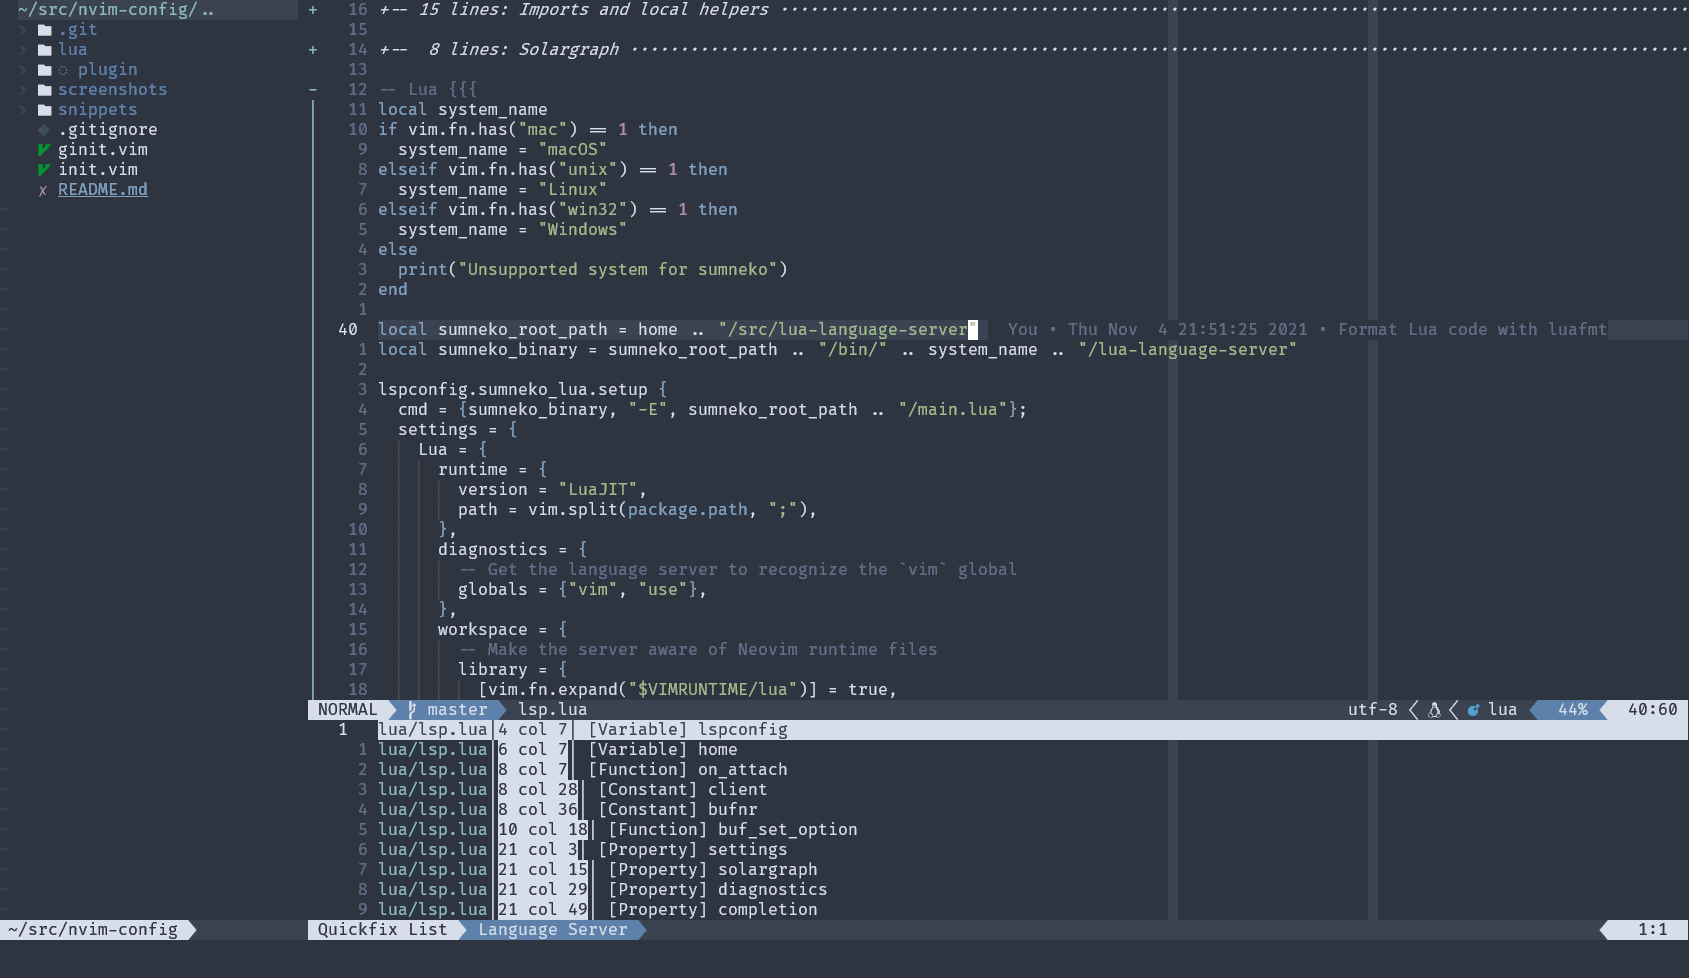 ~/src/nvim-config/..
.git
lua
plugin
screenshots
snippets
.gitignore
ginit.vim
init.vim
README.md
+ 16 +-- 15 lines: Imports and local helpers
15
+ 14 +--  8 lines: Solargraph
13
- 12 -- Lua {{{
11 local system_name
10 if vim.fn.has("mac") == 1 then
9   system_name = "macOS"
8 elseif vim.fn.has("unix") == 1 then
7   system_name = "Linux"
6 elseif vim.fn.has("win32") == 1 then
5   system_name = "Windows"
4 else
3   print("Unsupported system for sumneko")
2 end
1
40 local sumneko_root_path = home .. "/src/lua-language-server" You • Thu Nov  4 21:51:25 2021 • Format Lua code with luafmt
1 local sumneko_binary = sumneko_root_path .. "/bin/" .. system_name .. "/lua-language-server"
2
3 lspconfig.sumneko_lua.setup {
4   cmd = {sumneko_binary, "-E", sumneko_root_path .. "/main.lua"};
5   settings = {
6     Lua = {
7       runtime = {
8         version = "LuaJIT",
9         path = vim.split(package.path, ";"),
10       },
11       diagnostics = {
12         -- Get the language server to recognize the `vim` global
13         globals = {"vim", "use"},
14       },
15       workspace = {
16         -- Make the server aware of Neovim runtime files
17         library = {
18           [vim.fn.expand("$VIMRUNTIME/lua")] = true,
NORMAL master lsp.lua utf-8 lua 44% 40:60
1 lua/lsp.lua|4 col 7| [Variable] lspconfig
1 lua/lsp.lua|6 col 7| [Variable] home
2 lua/lsp.lua|8 col 7| [Function] on_attach
3 lua/lsp.lua|8 col 28| [Constant] client
4 lua/lsp.lua|8 col 36| [Constant] bufnr
5 lua/lsp.lua|10 col 18| [Function] buf_set_option
6 lua/lsp.lua|21 col 3| [Property] settings
7 lua/lsp.lua|21 col 15| [Property] solargraph
8 lua/lsp.lua|21 col 29| [Property] diagnostics
9 lua/lsp.lua|21 col 49| [Property] completion
~/src/nvim-config Quickfix List Language Server 1:1